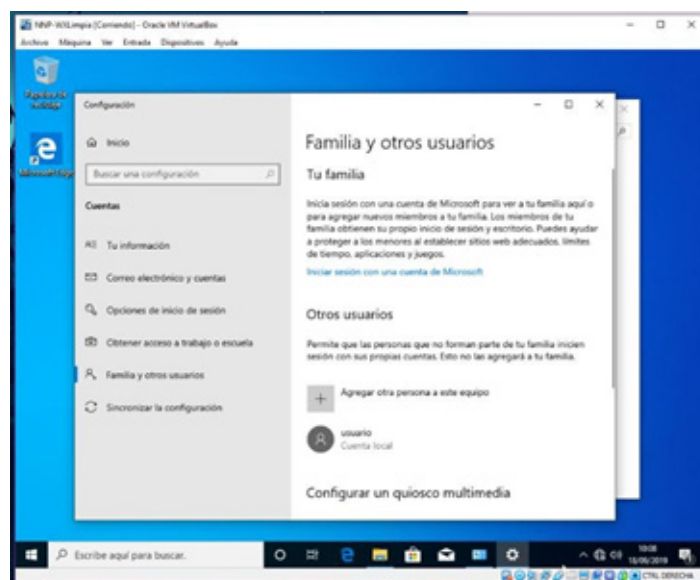 NNP-WXLimpia [Corriendo] - Oracle VM VirtualBox
Archivo Máquina Ver Entrada Dispositivos Ayuda
Papelera de reciclaje
Microsoft Edge
Configuración
Inicio
Buscar una configuración
Cuentas
Tu información
Correo electrónico y cuentas
Opciones de inicio de sesión
Obtener acceso a trabajo o escuela
Familia y otros usuarios
Sincronizar la configuración
Familia y otros usuarios
Tu familia
Inicia sesión con una cuenta de Microsoft para ver a tu familia aquí o
para agregar nuevos miembros a tu familia. Los miembros de tu
familia obtienen su propio inicio de sesión y escritorio. Puedes ayudar
a proteger a los menores al establecer sitios web adecuados, límites
de tiempo, aplicaciones y juegos.
Iniciar sesión con una cuenta de Microsoft
Otros usuarios
Permite que las personas que no forman parte de tu familia inicien
sesión con sus propias cuentas. Esto no las agregará a tu familia.
Agregar otra persona a este equipo
usuario
Cuenta local
Configurar un quiosco multimedia
Escribe aquí para buscar.
10:08
18/09/2019
CTRL DERECHA